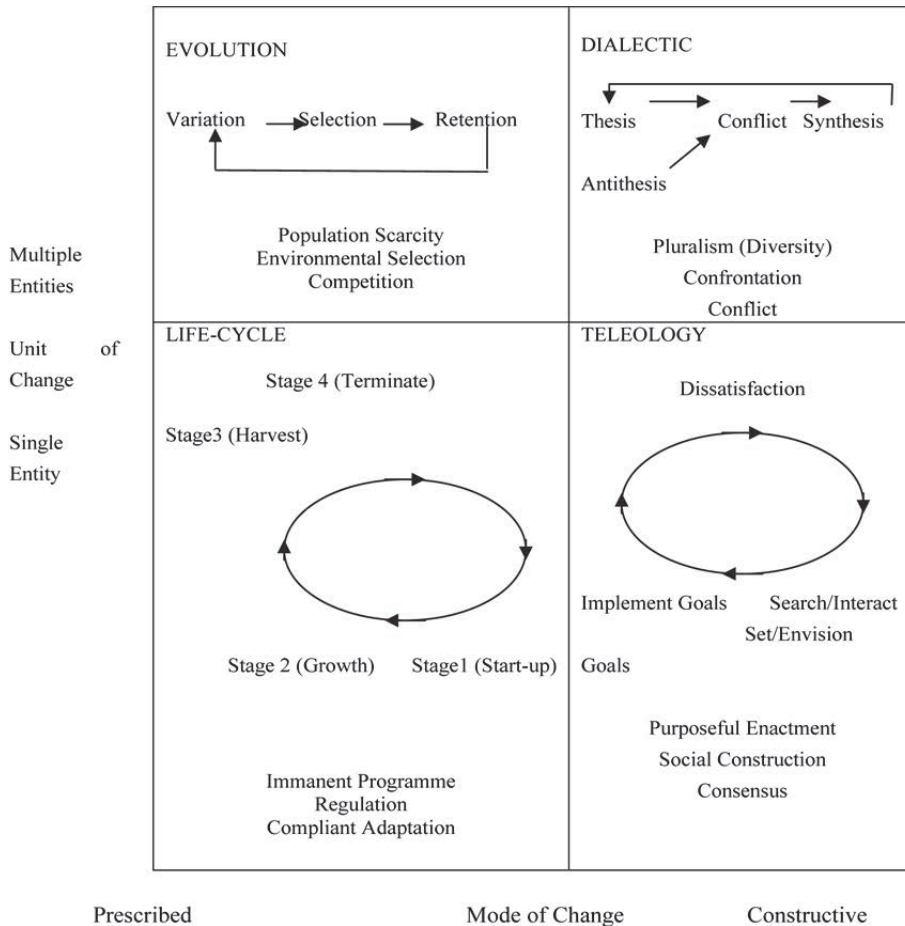 EVOLUTION
Variation Selection Retention
Population Scarcity
Environmental Selection
Competition
DIALECTIC
Thesis Conflict Synthesis
Antithesis
Pluralism (Diversity)
Confrontation
Conflict
Multiple
Entities
Unit of
Change
Single
Entity
LIFE-CYCLE
Stage 4 (Terminate)
Stage3 (Harvest)
Stage 2 (Growth) Stage1 (Start-up)
Immanent Programme
Regulation
Compliant Adaptation
TELEOLOGY
Dissatisfaction
Implement Goals Search/Interact
Set/Envision
Goals
Purposeful Enactment
Social Construction
Consensus
Prescribed Mode of Change Constructive